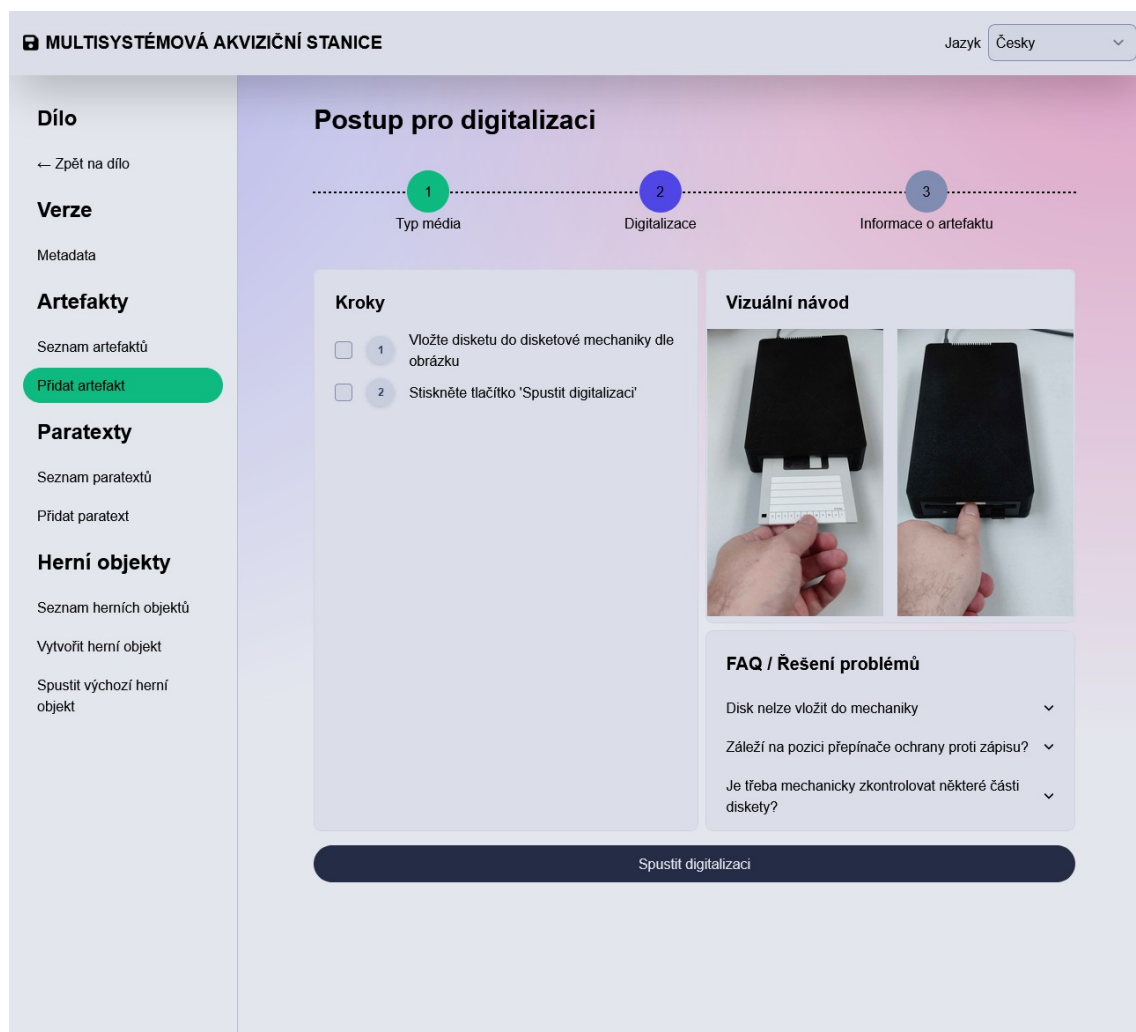 MULTISYSTÉMOVÁ AKVIZIČNÍ STANICE
Jazyk
Česky
Dílo
← Zpět na dílo
Verze
Metadata
Artefakty
Seznam artefaktů
Přidat artefakt
Paratexty
Seznam paratextů
Přidat paratext
Herní objekty
Seznam herních objektů
Vytvořit herní objekt
Spustit výchozí herní
objekt
Postup pro digitalizaci
1
Typ média
2
Digitalizace
3
Informace o artefaktu
Kroky
1
Vložte disketu do disketové mechaniky dle
obrázku
2
Stiskněte tlačítko 'Spustit digitalizaci'
Vizuální návod
FAQ / Řešení problémů
Disk nelze vložit do mechaniky
Záleží na pozici přepínače ochrany proti zápisu?
Je třeba mechanicky zkontrolovat některé části
diskety?
Spustit digitalizaci